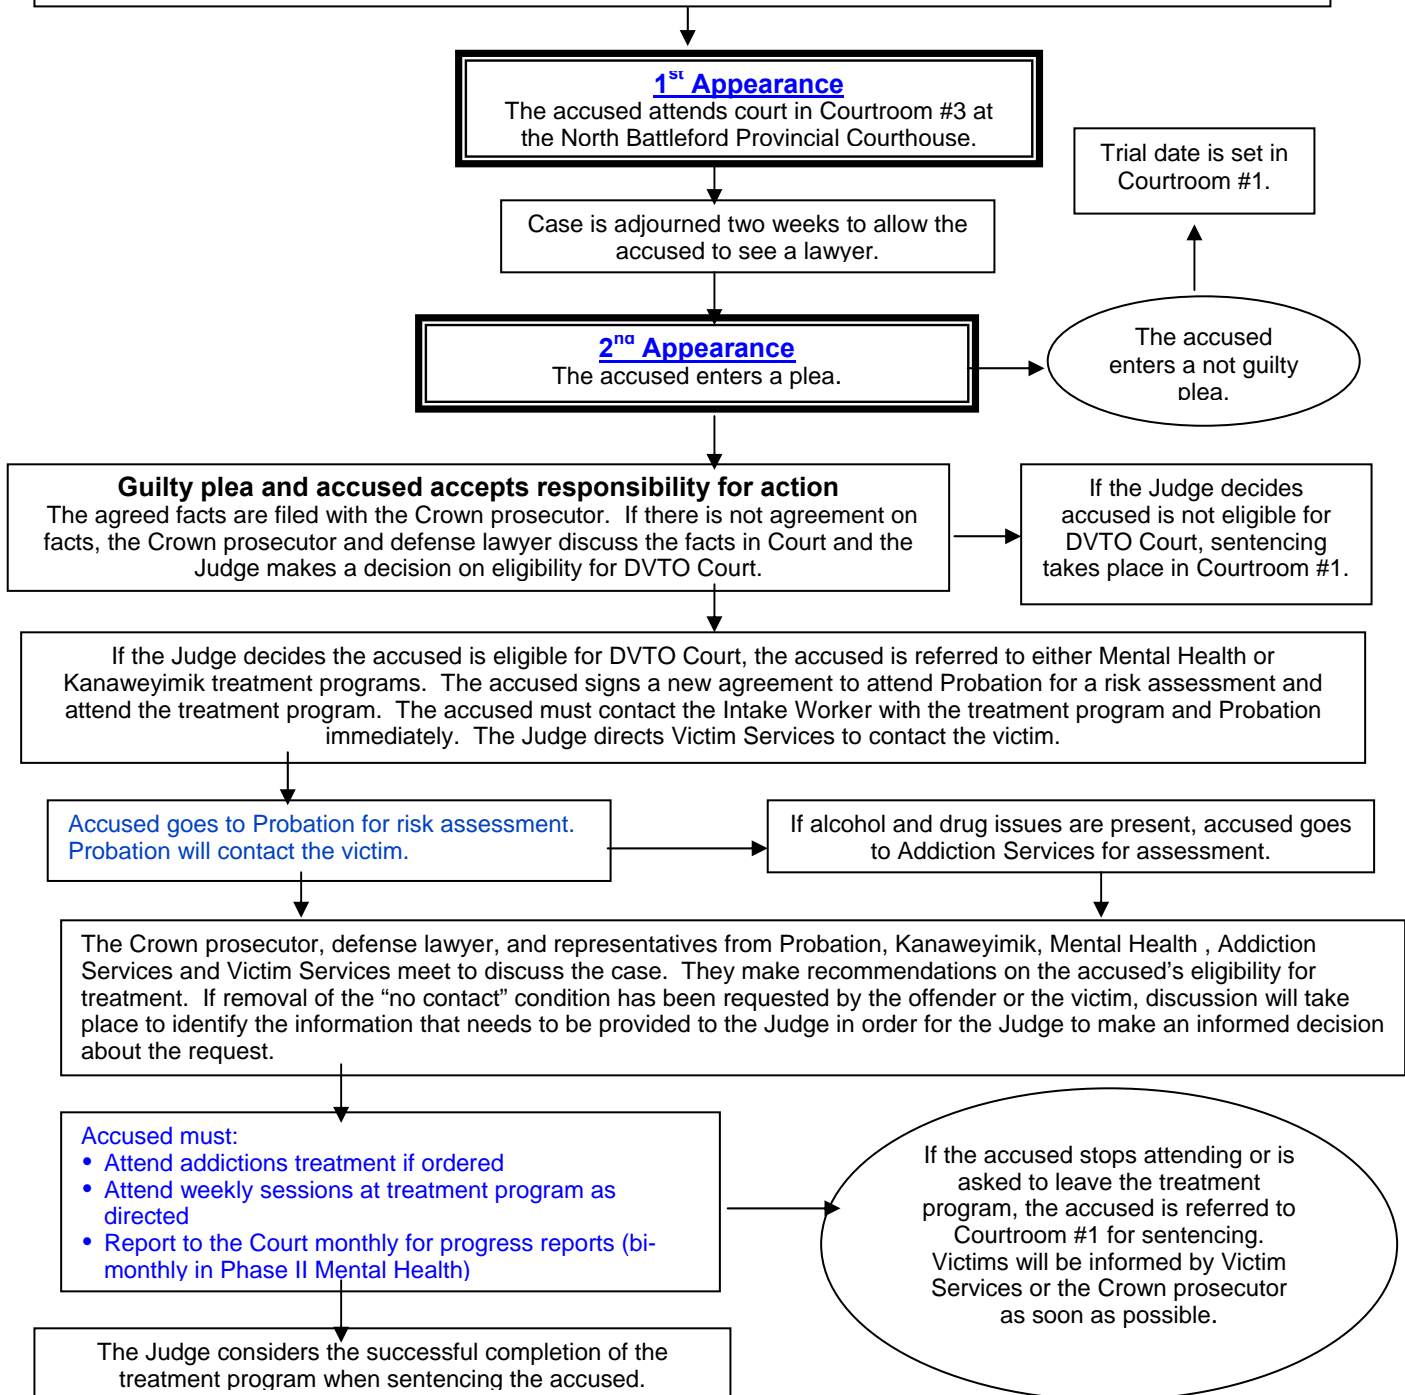 1st Appearance
The accused attends court in Courtroom #3 at
the North Battleford Provincial Courthouse.
Trial date is set in
Courtroom #1.
Case is adjourned two weeks to allow the
accused to see a lawyer.
2nd Appearance
The accused enters a plea.
The accused
enters a not guilty
plea.
Guilty plea and accused accepts responsibility for action
The agreed facts are filed with the Crown prosecutor. If there is not agreement on
facts, the Crown prosecutor and defense lawyer discuss the facts in Court and the
Judge makes a decision on eligibility for DVTO Court.
If the Judge decides
accused is not eligible for
DVTO Court, sentencing
takes place in Courtroom #1.
If the Judge decides the accused is eligible for DVTO Court, the accused is referred to either Mental Health or
Kanaweyimik treatment programs. The accused signs a new agreement to attend Probation for a risk assessment and
attend the treatment program. The accused must contact the Intake Worker with the treatment program and Probation
immediately. The Judge directs Victim Services to contact the victim.
Accused goes to Probation for risk assessment.
Probation will contact the victim.
If alcohol and drug issues are present, accused goes
to Addiction Services for assessment.
The Crown prosecutor, defense lawyer, and representatives from Probation, Kanaweyimik, Mental Health , Addiction
Services and Victim Services meet to discuss the case. They make recommendations on the accused's eligibility for
treatment. If removal of the “no contact” condition has been requested by the offender or the victim, discussion will take
place to identify the information that needs to be provided to the Judge in order for the Judge to make an informed decision
about the request.
Accused must:
• Attend addictions treatment if ordered
• Attend weekly sessions at treatment program as
directed
• Report to the Court monthly for progress reports (bi-
monthly in Phase II Mental Health)
If the accused stops attending or is
asked to leave the treatment
program, the accused is referred to
Courtroom #1 for sentencing.
Victims will be informed by Victim
Services or the Crown prosecutor
as soon as possible.
The Judge considers the successful completion of the
treatment program when sentencing the accused.